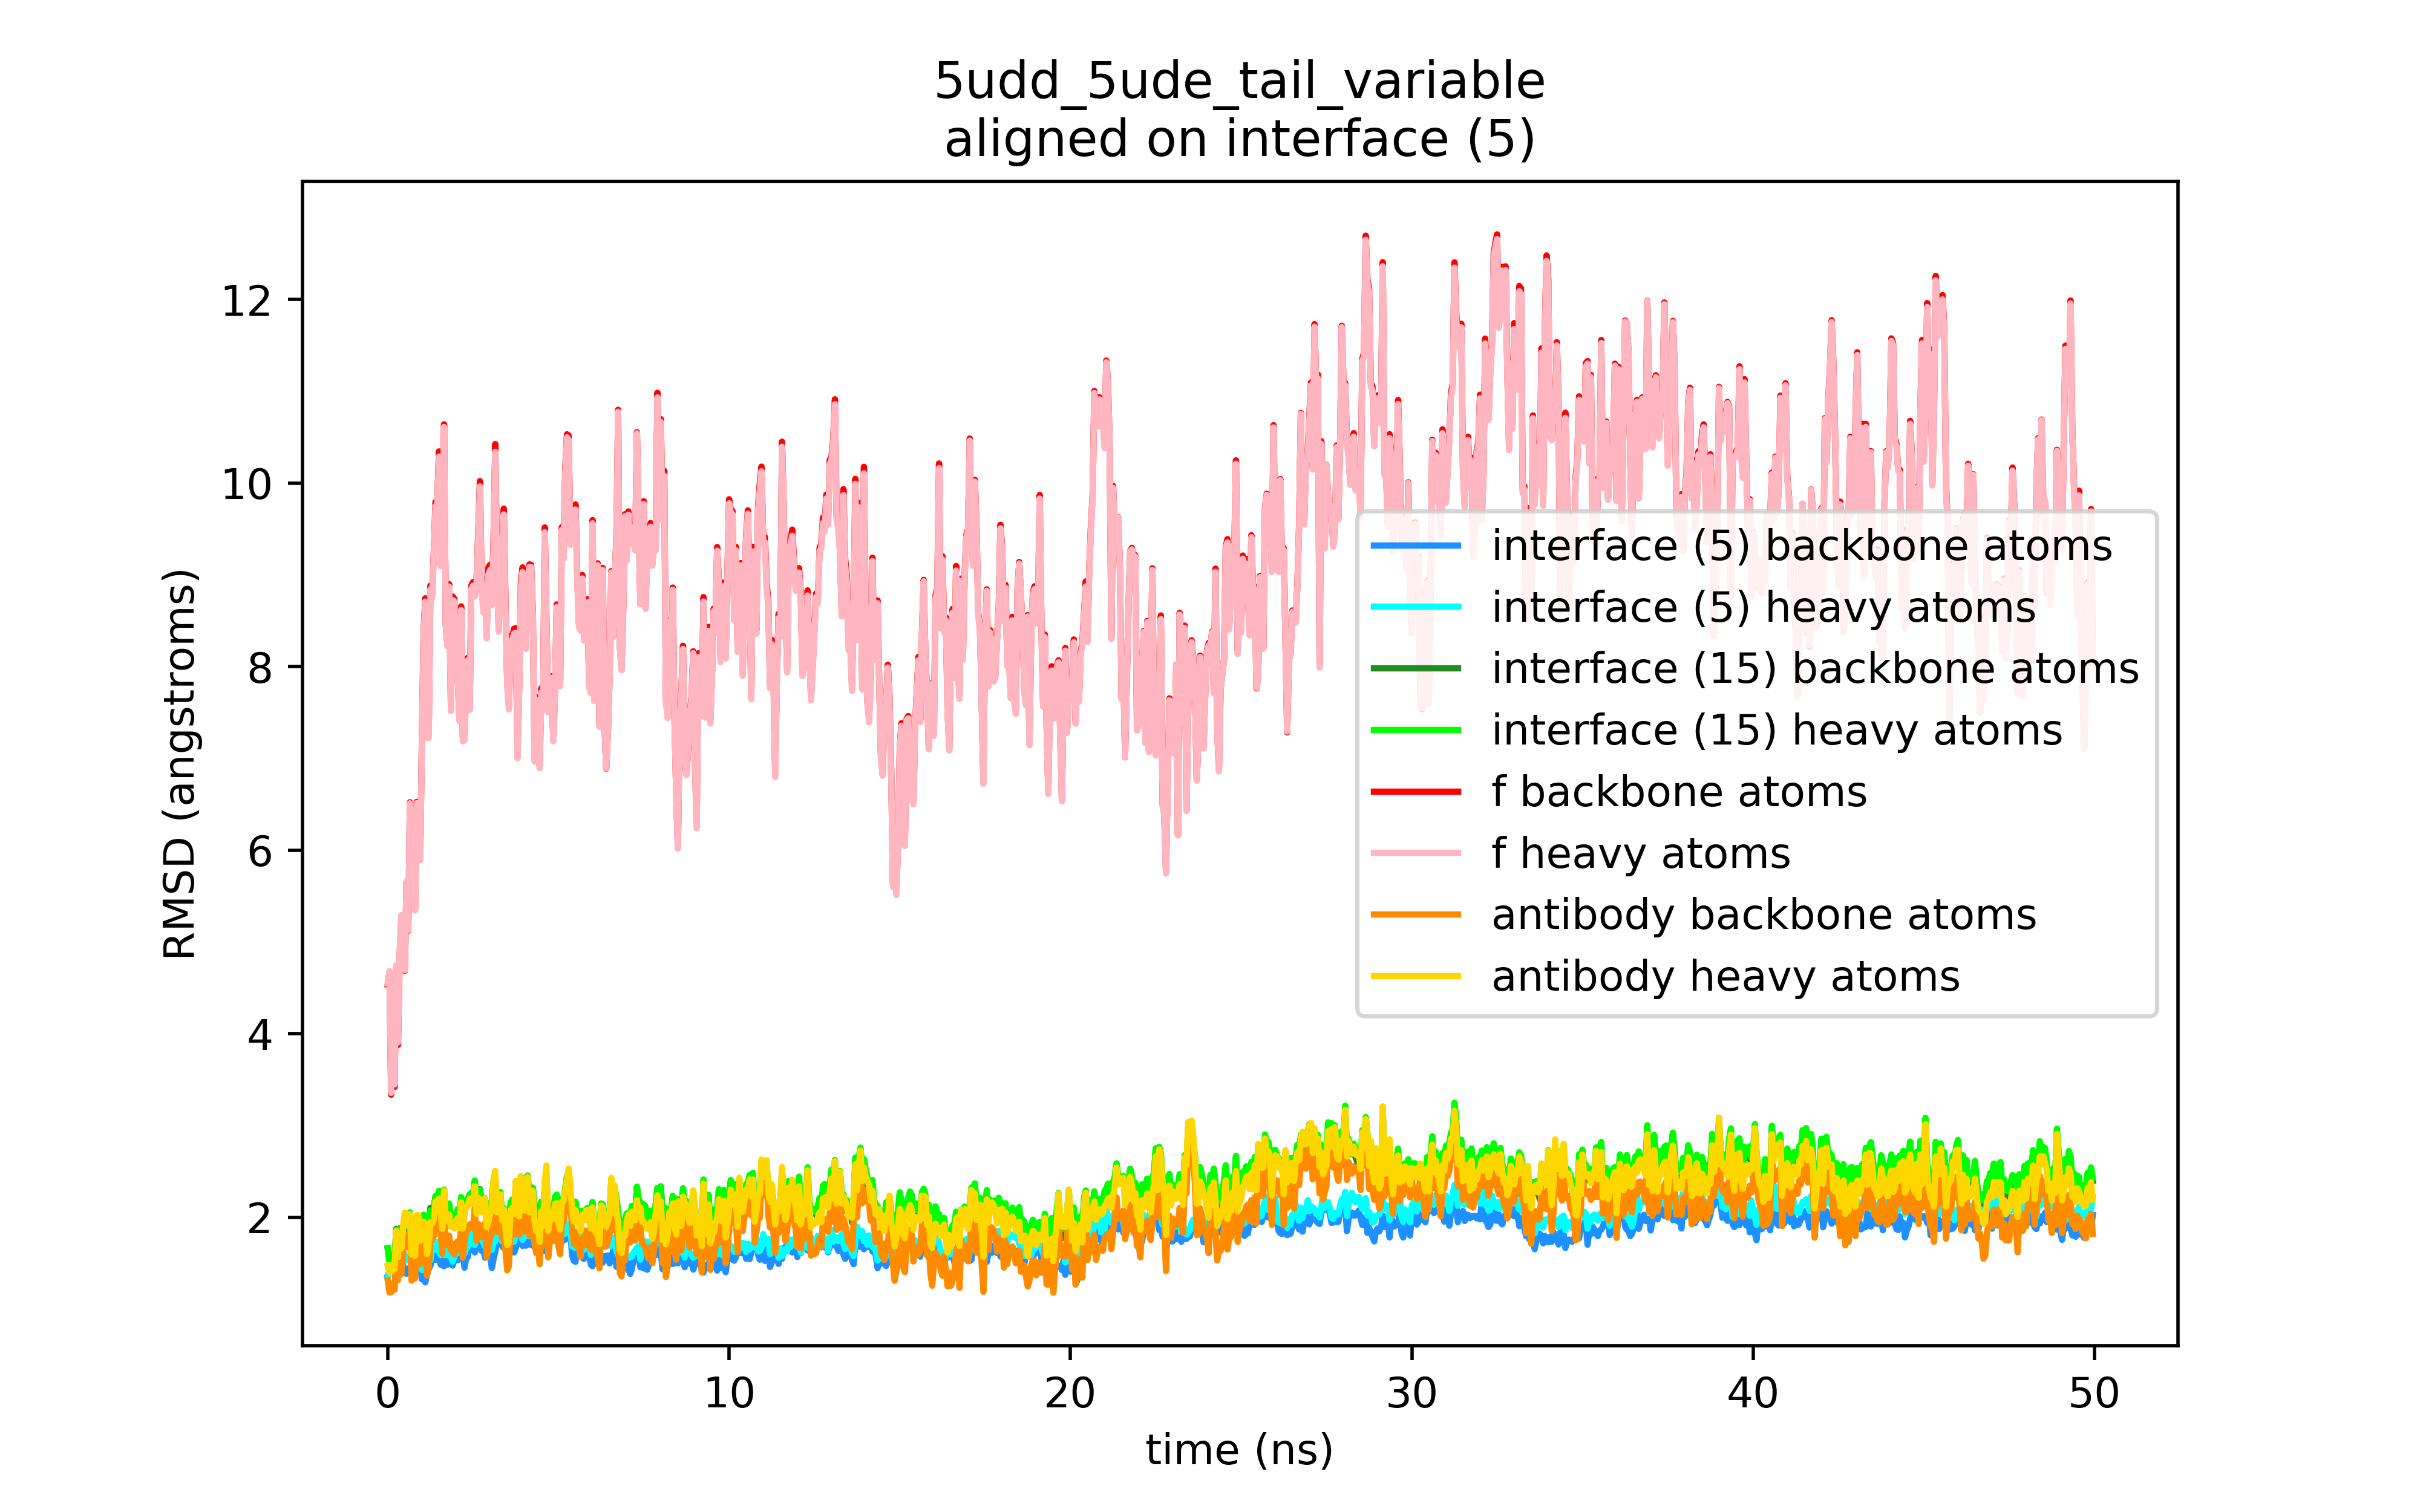 5udd_5ude_tail_variable
aligned on interface (5)
RMSD (angstroms)
12
10
8
6
4
2
interface (5) backbone atoms
interface (5) heavy atoms
interface (15) backbone atoms
interface (15) heavy atoms
f backbone atoms
f heavy atoms
antibody backbone atoms
antibody heavy atoms
0 10 20 30 40 50
time (ns)